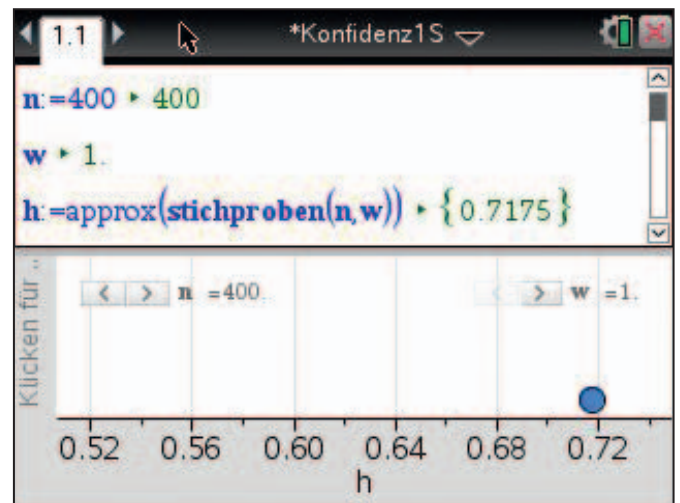 1.1 *Konfidenz1S
n:=400 ▸ 400
w ▸ 1.
h:=approx(stichproben(n,w)) ▸ {0.7175}
Klicken für ..
n =400.
w =1.
0.52 0.56 0.60 0.64 0.68 0.72
h